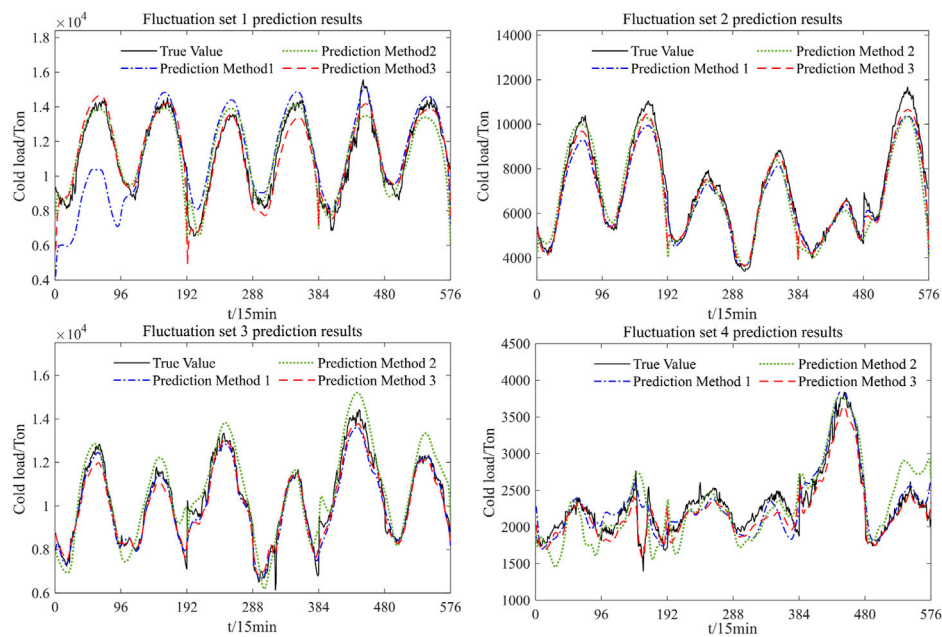 Fluctuation set 1 prediction results
×10⁴
True Value
Prediction Method2
Prediction Method1
Prediction Method3
Cold load/Ton
1.8
1.6
1.4
1.2
1
0.8
0.6
0.4
0 96 192 288 384 480 576
t/15min
Fluctuation set 2 prediction results
True Value
Prediction Method 2
Prediction Method 1
Prediction Method 3
Cold load/Ton
14000
12000
10000
8000
6000
4000
0 96 192 288 384 480 576
t/15min
Fluctuation set 3 prediction results
×10⁴
True Value
Prediction Method 2
Prediction Method 1
Prediction Method 3
Cold load/Ton
1.6
1.4
1.2
1
0.8
0.6
0 96 192 288 384 480 576
t/15min
Fluctuation set 4 prediction results
True Value
Prediction Method 2
Prediction Method 1
Prediction Method 3
Cold load/Ton
4500
4000
3500
3000
2500
2000
1500
1000
0 96 192 288 384 480 576
t/15min